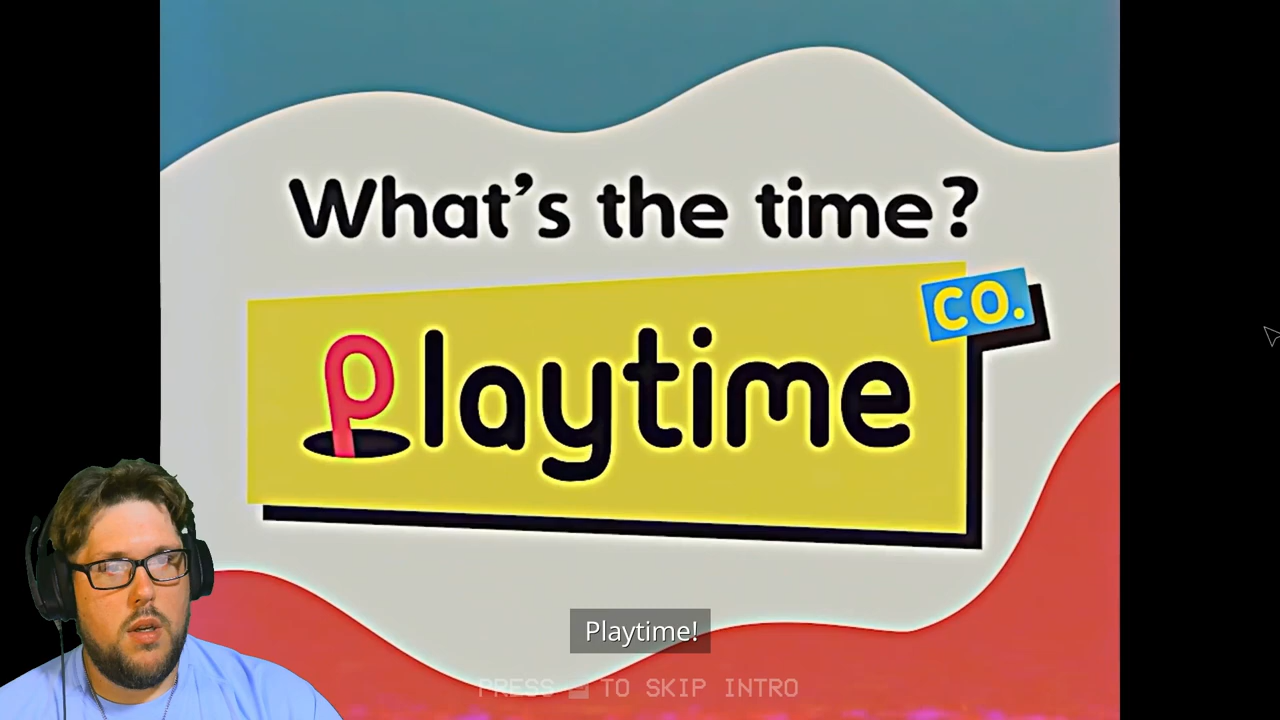 What's the time?
Playtime
co.
Playtime!
PRESS TO SKIP INTRO